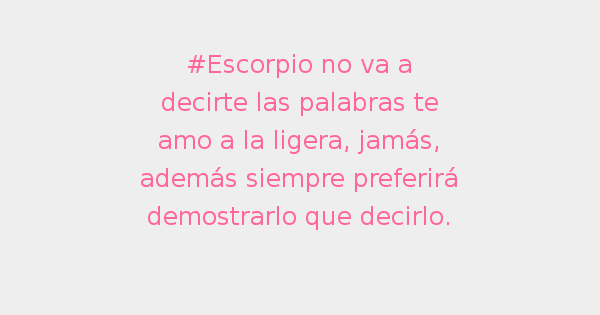 #Escorpio no va a
decirte las palabras te
amo a la ligera, jamás,
además siempre preferirá
demostrarlo que decirlo.